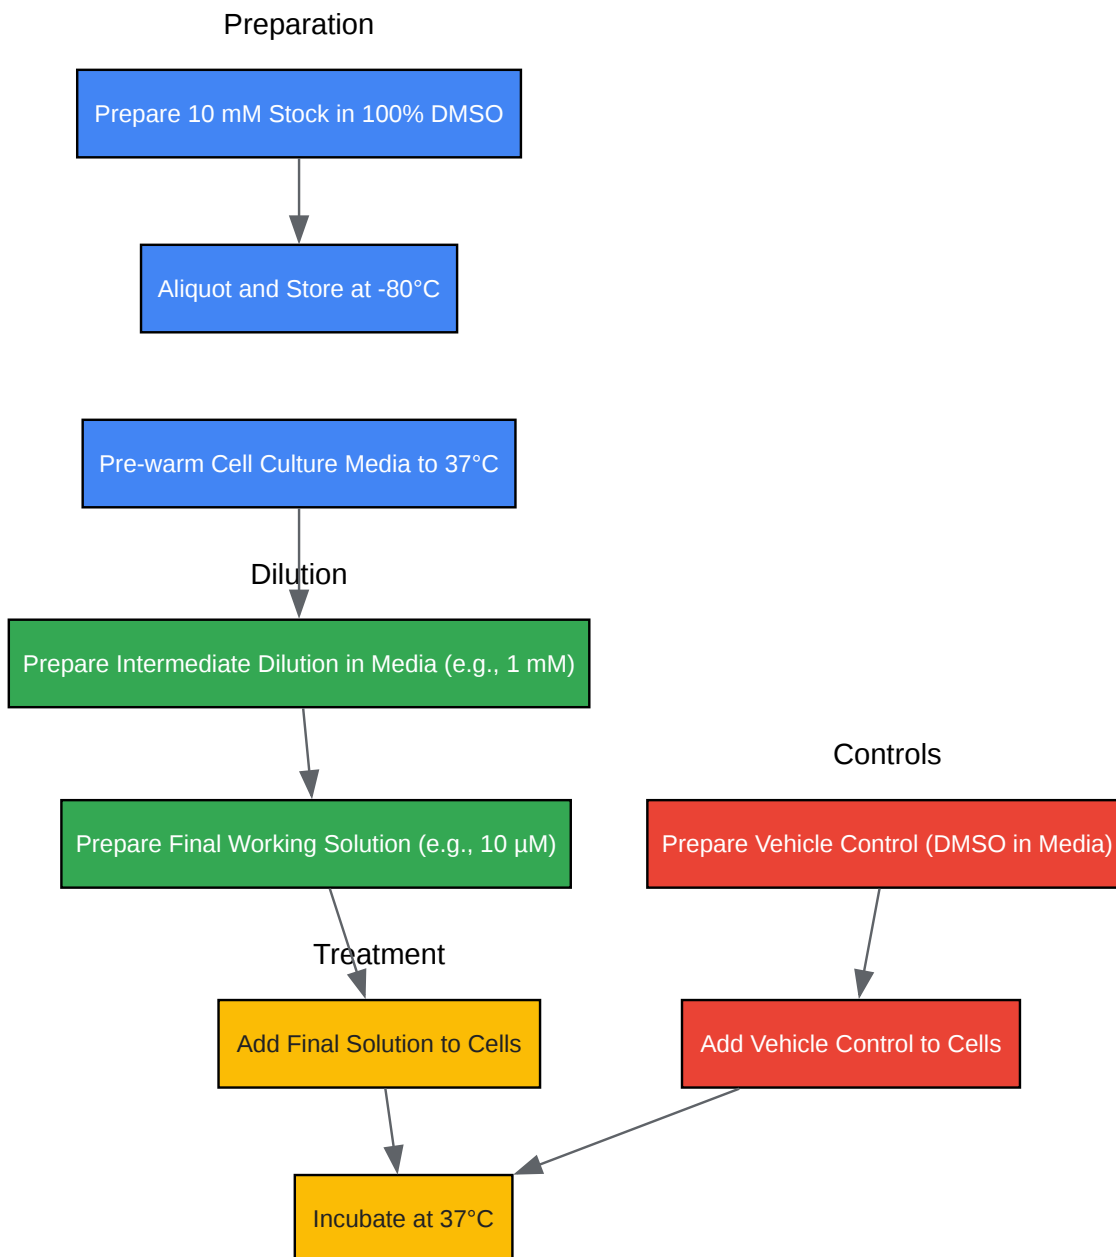 Preparation
Prepare 10 mM Stock in 100% DMSO
Aliquot and Store at -80°C
Pre-warm Cell Culture Media to 37°C
Dilution
Prepare Intermediate Dilution in Media (e.g., 1 mM)
Prepare Final Working Solution (e.g., 10 µM)
Treatment
Add Final Solution to Cells
Incubate at 37°C
Controls
Prepare Vehicle Control (DMSO in Media)
Add Vehicle Control to Cells